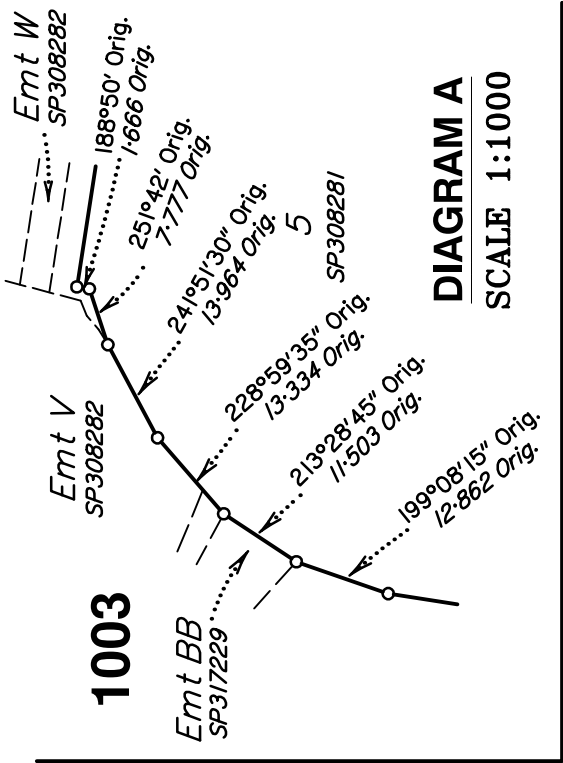 Emt W
SP308282
188°50' Orig.
1·666 Orig.
251°42' Orig.
7·777 Orig.
241°51'30" Orig.
13·964 Orig.
5
SP308281
Emt V
SP308282
228°59'35" Orig.
13·334 Orig.
213°28'45" Orig.
11·503 Orig.
1003
Emt BB
SP317229
199°08'15" Orig.
12·862 Orig.
DIAGRAM A
SCALE 1:1000